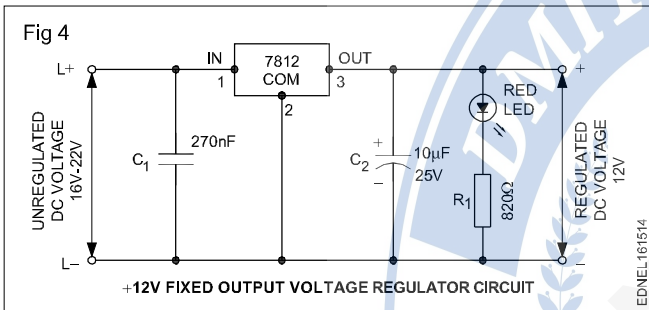 Fig 4
L+
IN
1
7812
COM
OUT
3
2
+
RED
LED
UNREGULATED
DC VOLTAGE
16V-22V
C1
270nF
C2
+
10µF
25V
–
R1
820Ω
REGULATED
DC VOLTAGE
12V
L–
–
+12V FIXED OUTPUT VOLTAGE REGULATOR CIRCUIT
EDNEL161514
DMI